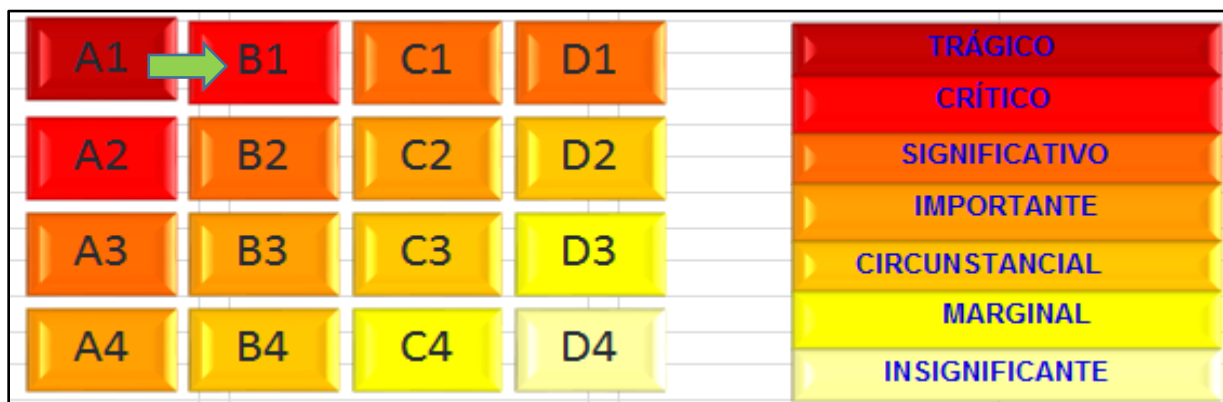 A1 B1 C1 D1
A2 B2 C2 D2
A3 B3 C3 D3
A4 B4 C4 D4
TRÁGICO
CRÍTICO
SIGNIFICATIVO
IMPORTANTE
CIRCUNSTANCIAL
MARGINAL
INSIGNIFICANTE